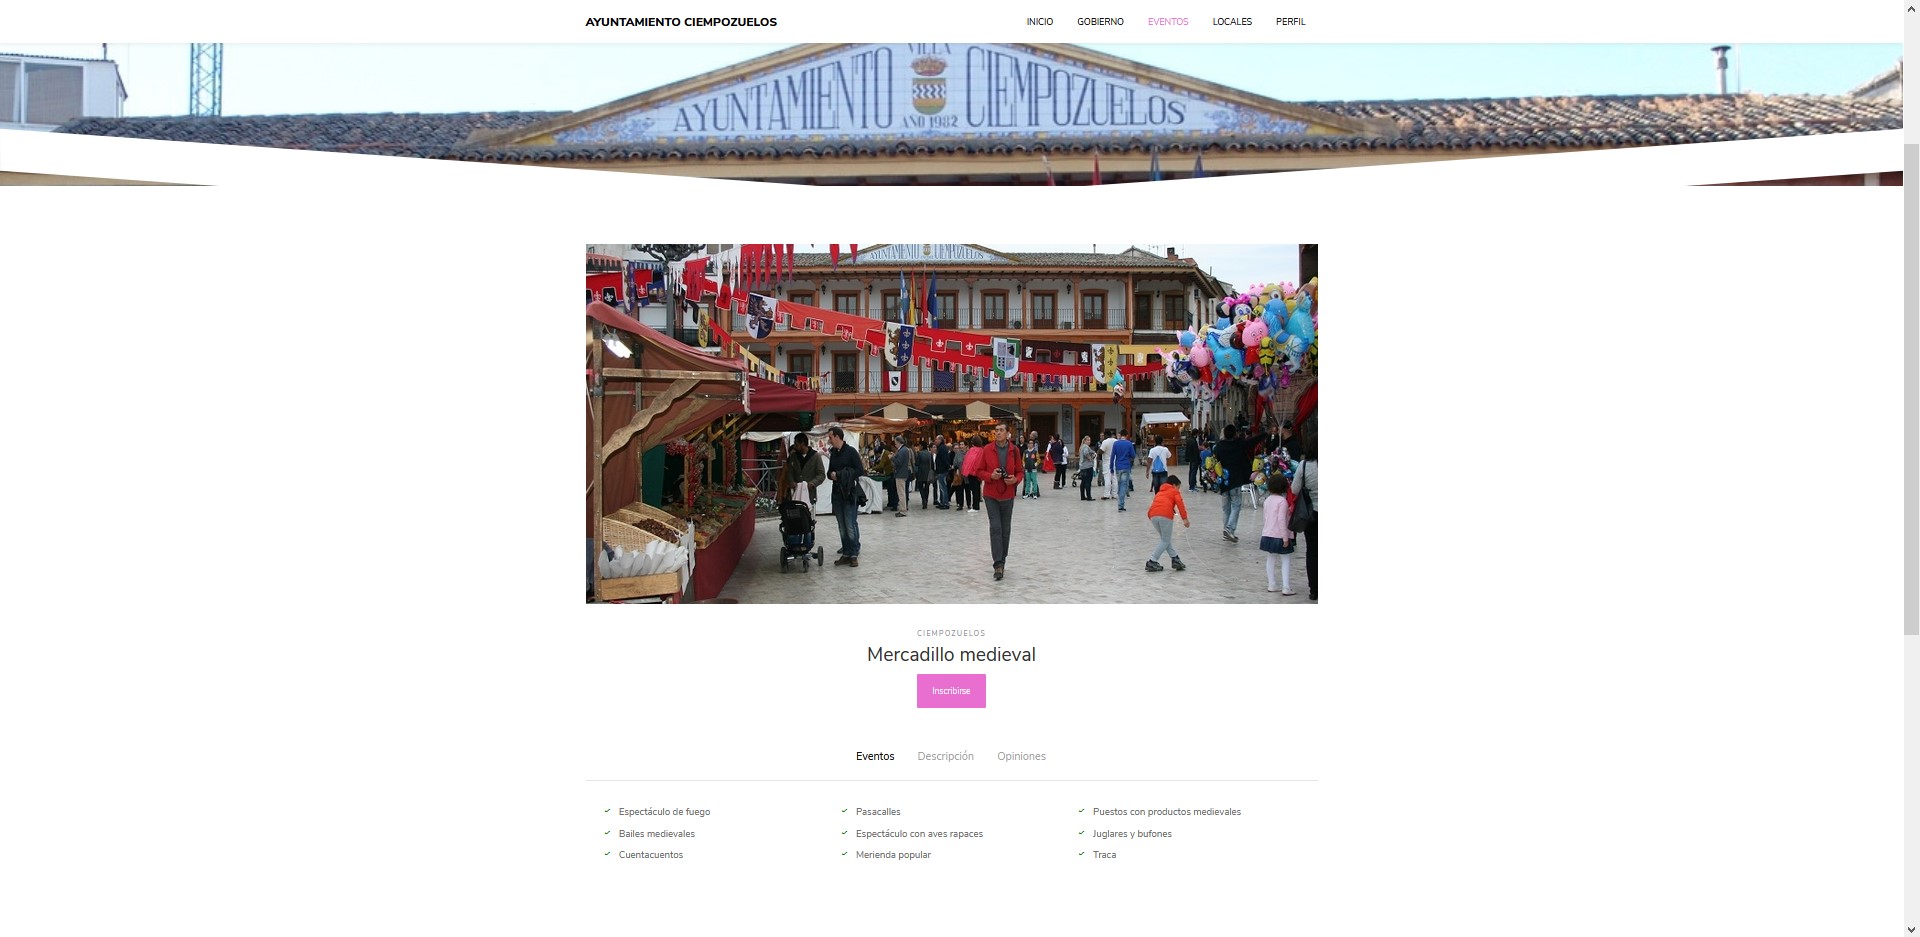 AYUNTAMIENTO CIEMPOZUELOS
INICIO GOBIERNO EVENTOS LOCALES PERFIL
VILLA
AYUNTAMIENTO CIEMPOZUELOS
AÑO 1982
AYUNTAMIENTO CIEMPOZUELOS
CIEMPOZUELOS
Mercadillo medieval
Inscribirse
Eventos Descripción Opiniones
Espectáculo de fuego Pasacalles Puestos con productos medievales
Bailes medievales Espectáculo con aves rapaces Juglares y bufones
Cuentacuentos Merienda popular Traca